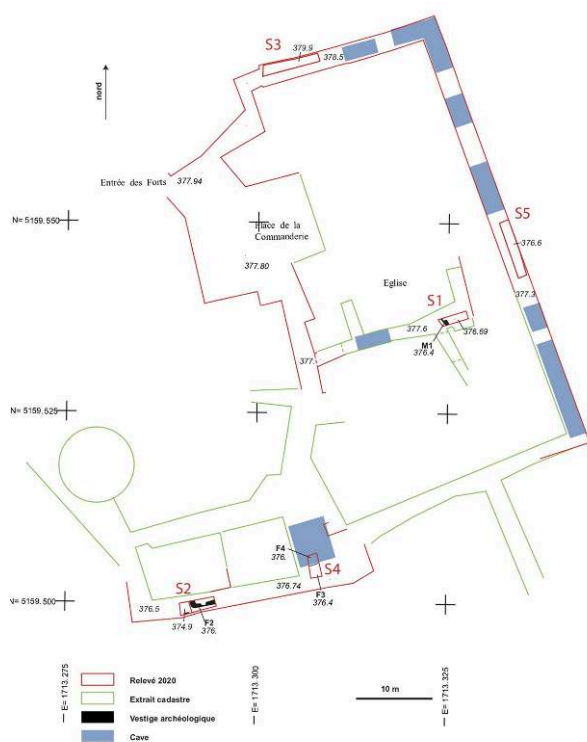 S3
379.9
378.5
nord
Entrée des Forts
377.94
N= 5159.550
Place de la
Commanderie
377.80
S5
376.6
Eglise
377.3
S1
377.6
376.69
M1
376.4
377.
N= 5159.525
F4
376.
S4
376.74
F3
376.4
S2
376.5
N= 5159.500
374.9
F2
376.
E= 1713.275
E= 1713.300
E= 1713.325
10 m
Relevé 2020
Extrait cadastre
Vestige archéologique
Cave